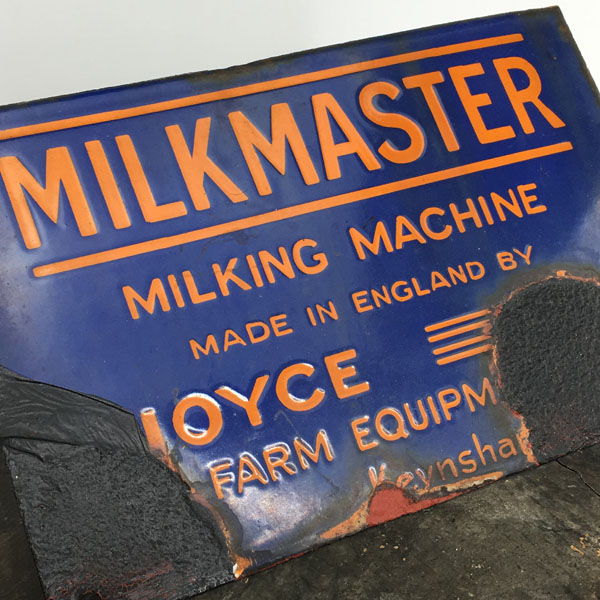 MILKMASTER
MILKING MACHINE
MADE IN ENGLAND BY
JOYCE
FARM EQUIPM
Keynsha